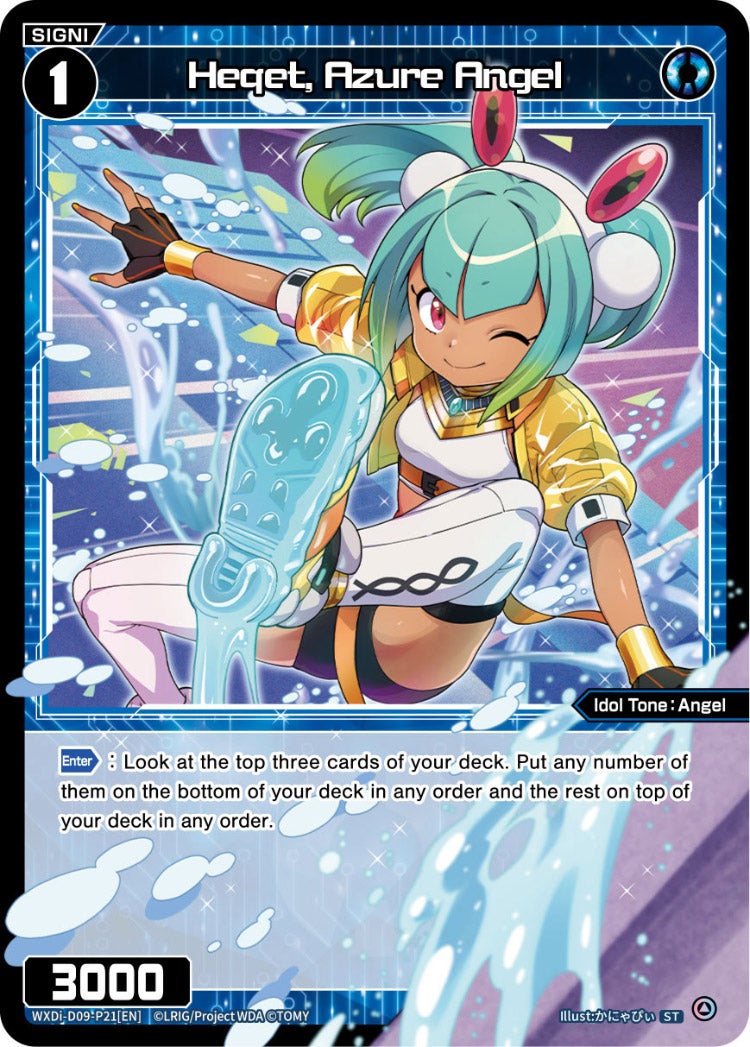 SIGNI
1
Heqet, Azure Angel
Idol Tone:Angel
Enter : Look at the top three cards of your deck. Put any number of
them on the bottom of your deck in any order and the rest on top of
your deck in any order.
3000
WXDi-D09-P21[EN] ©LRIG/Project WDA ©TOMY
Illust:かにゃぴぃ ST